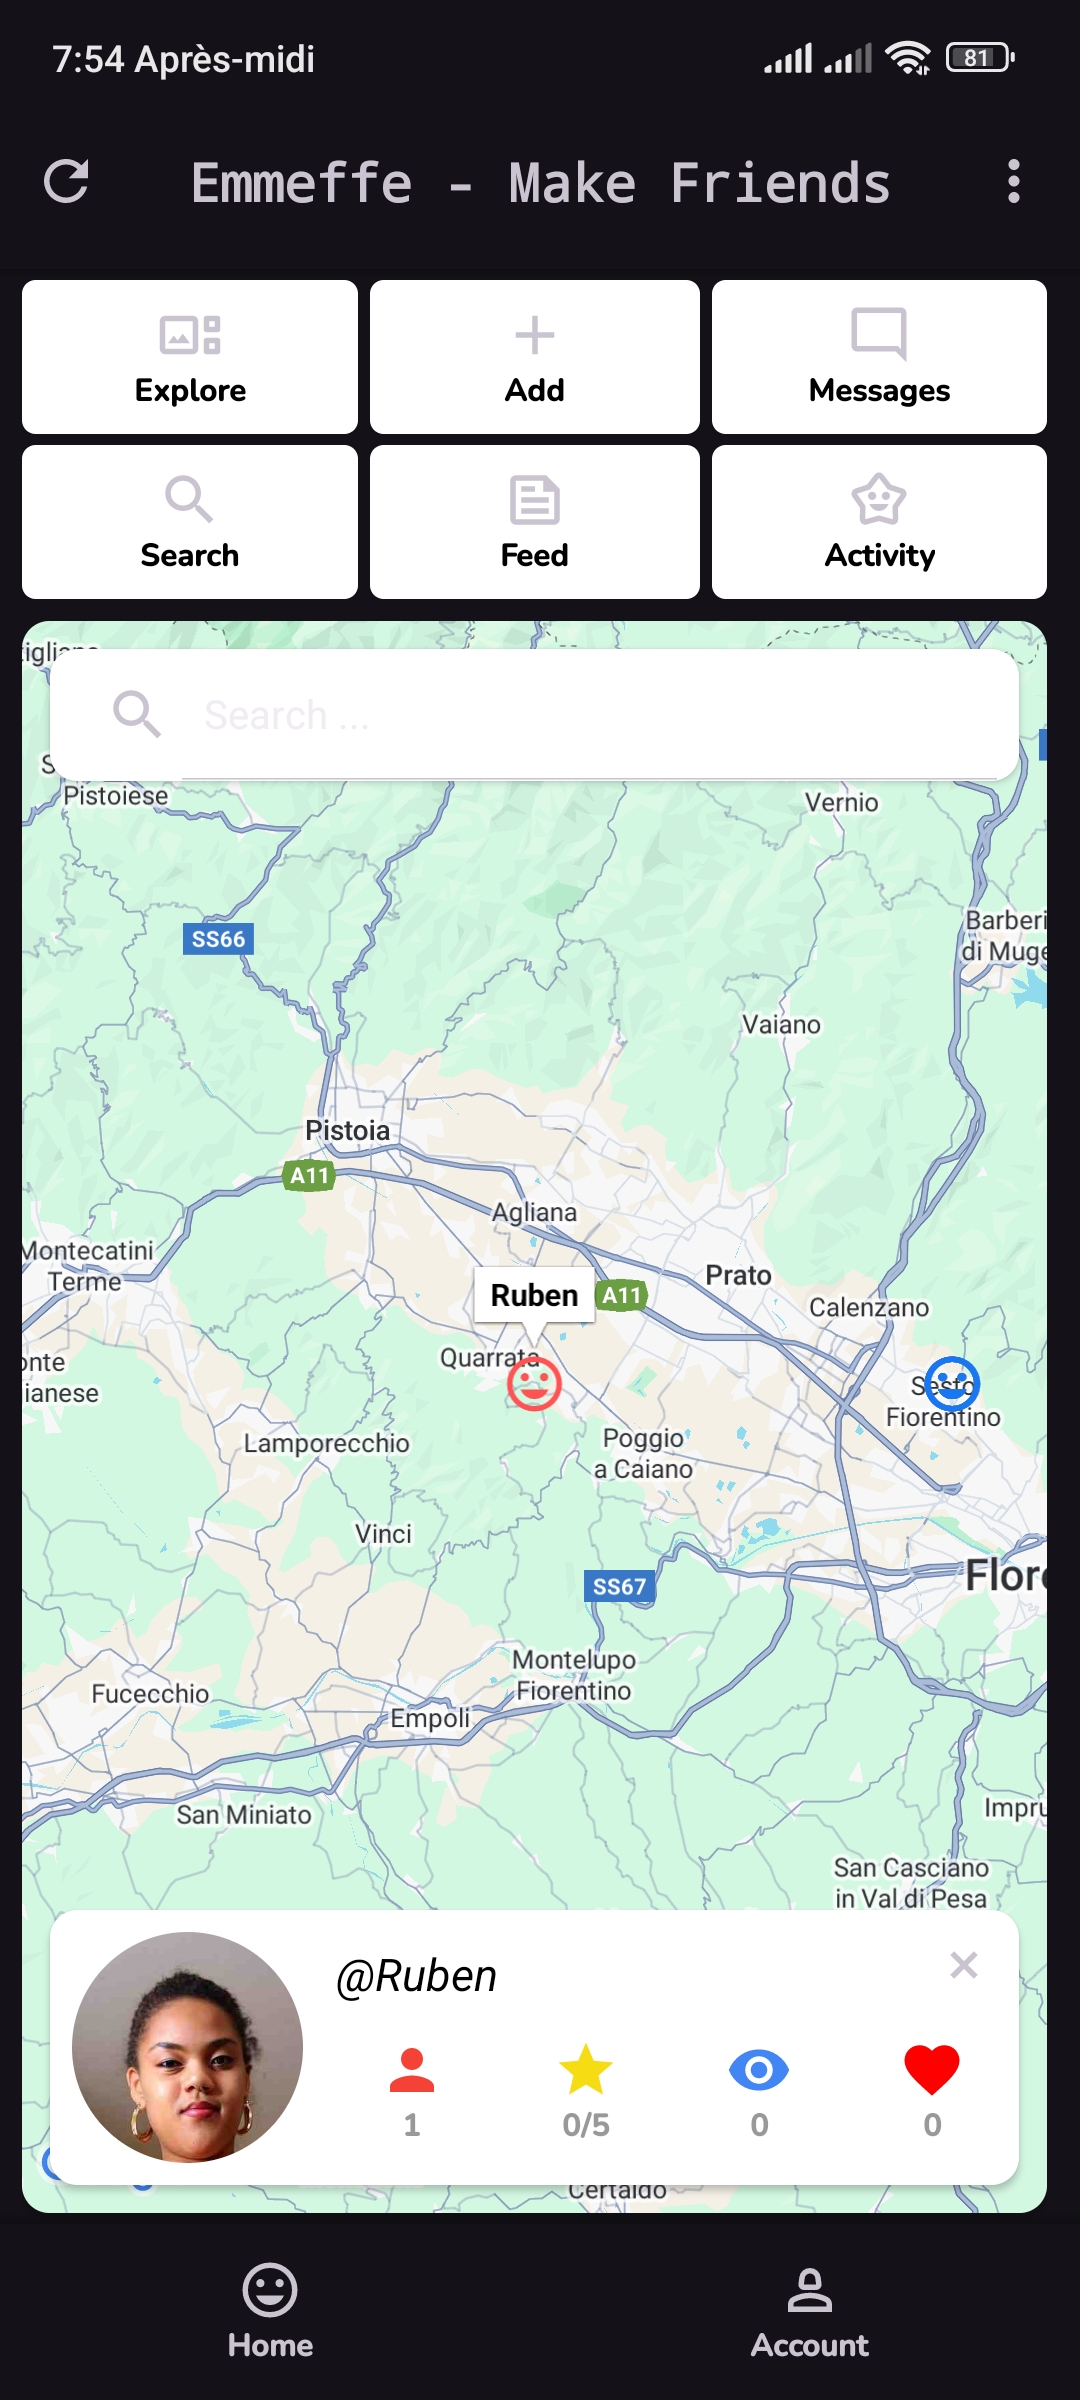 7:54 Après-midi
81
Emmeffe - Make Friends
Explore
Add
Messages
Search
Feed
Activity
Search ...
Pistoiese
Vernio
SS66
Barberi
di Muge
Vaiano
Pistoia
A11
Agliana
Montecatini
Terme
Prato
Ruben
A11
Calenzano
Quarrata
onte
ianese
Sesto
Fiorentino
Lamporecchio
Poggio
a Caiano
Vinci
SS67
Flore
Montelupo
Fiorentino
Fucecchio
Empoli
San Miniato
Impru
San Casciano
in Val di Pesa
@Ruben
1
0/5
0
0
Certaldo
Home
Account